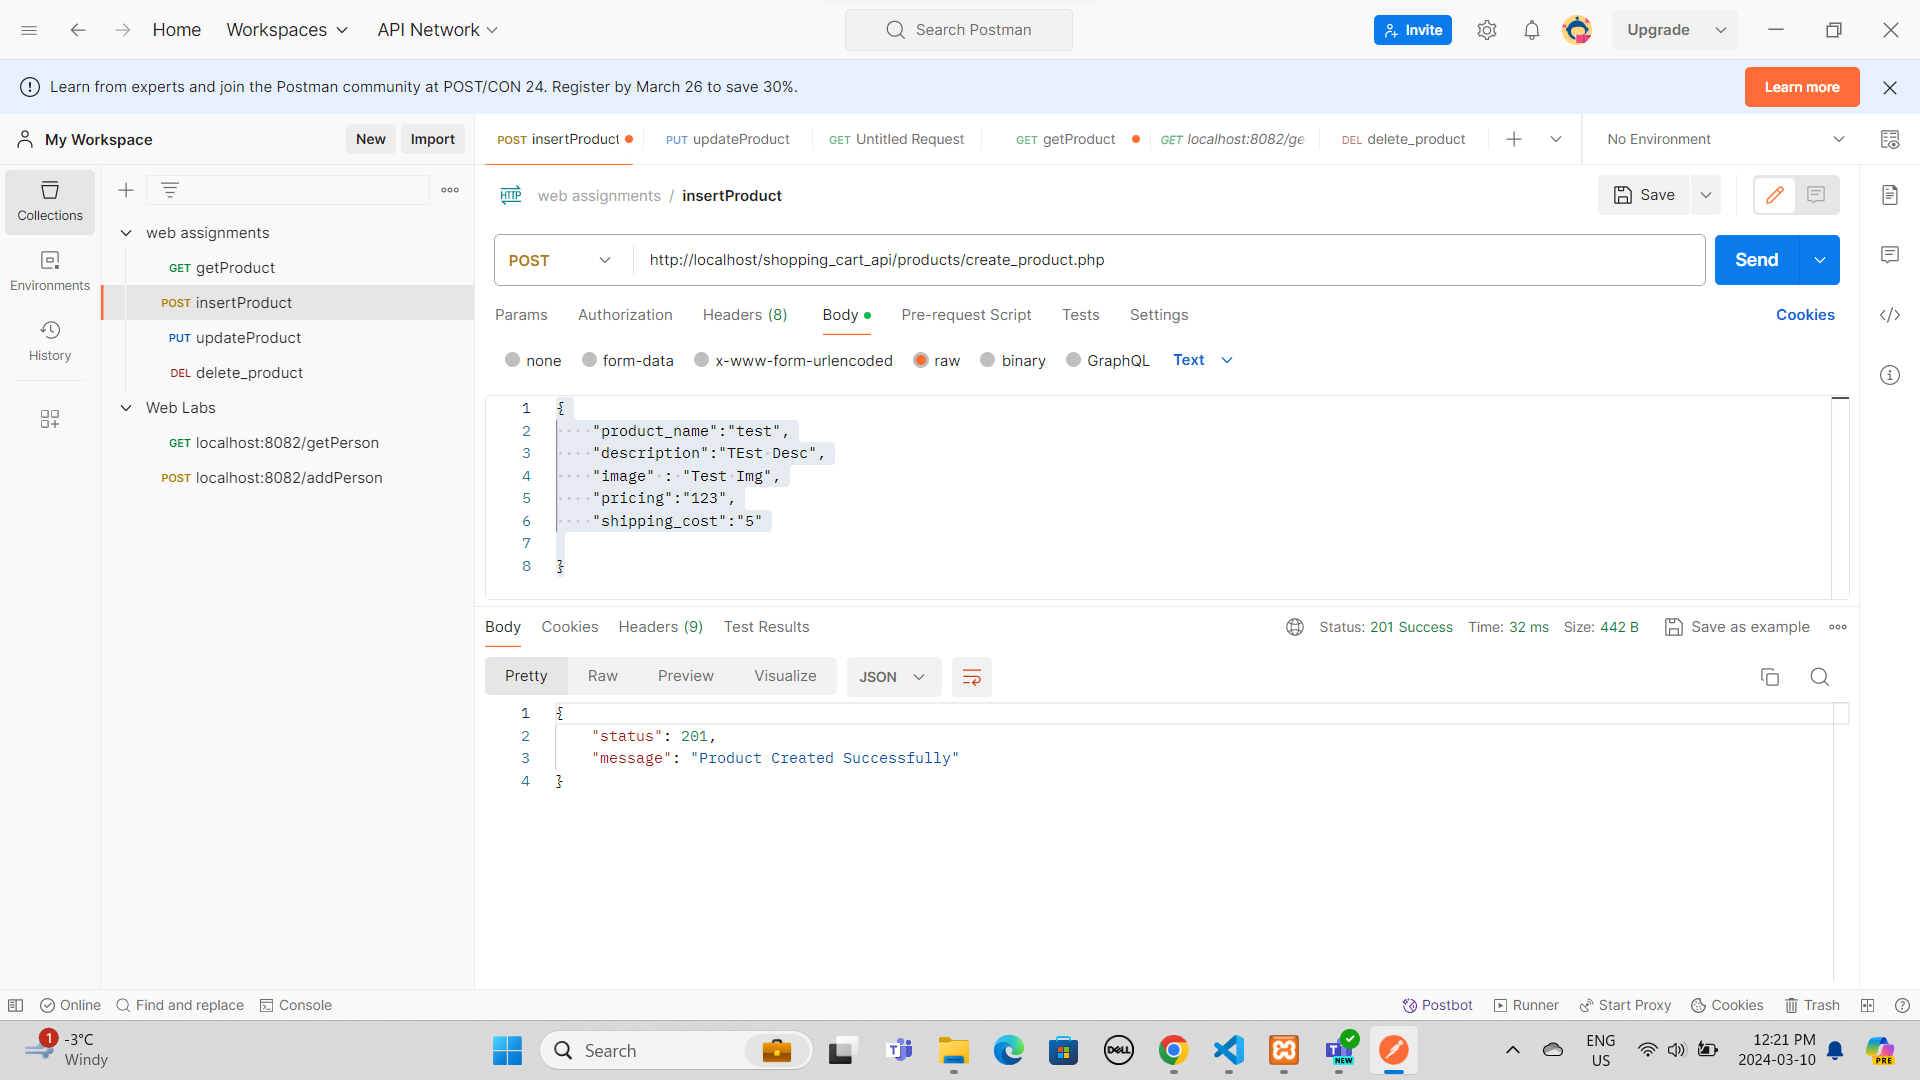 Home Workspaces API Network Search Postman Invite Upgrade
Learn from experts and join the Postman community at POST/CON 24. Register by March 26 to save 30%. Learn more
My Workspace New Import
POST insertProduct PUT updateProduct GET Untitled Request GET getProduct GET localhost:8082/ge DEL delete_product No Environment
Collections
Environments
History
web assignments
GET getProduct
POST insertProduct
PUT updateProduct
DEL delete_product
Web Labs
GET localhost:8082/getPerson
POST localhost:8082/addPerson
HTTP web assignments / insertProduct Save
POST http://localhost/shopping_cart_api/products/create_product.php Send
Params Authorization Headers (8) Body Pre-request Script Tests Settings Cookies
none form-data x-www-form-urlencoded raw binary GraphQL Text
1 {
2 "product_name":"test",
3 "description":"TEst Desc",
4 "image" : "Test Img",
5 "pricing":"123",
6 "shipping_cost":"5"
7
8 }
Body Cookies Headers (9) Test Results Status: 201 Success Time: 32 ms Size: 442 B Save as example
Pretty Raw Preview Visualize JSON
1 {
2 "status": 201,
3 "message": "Product Created Successfully"
4 }
Online Find and replace Console Postbot Runner Start Proxy Cookies Trash
1 -3°C
Windy
Search
DELL
NEW
ENG
US
12:21 PM
2024-03-10
PRE